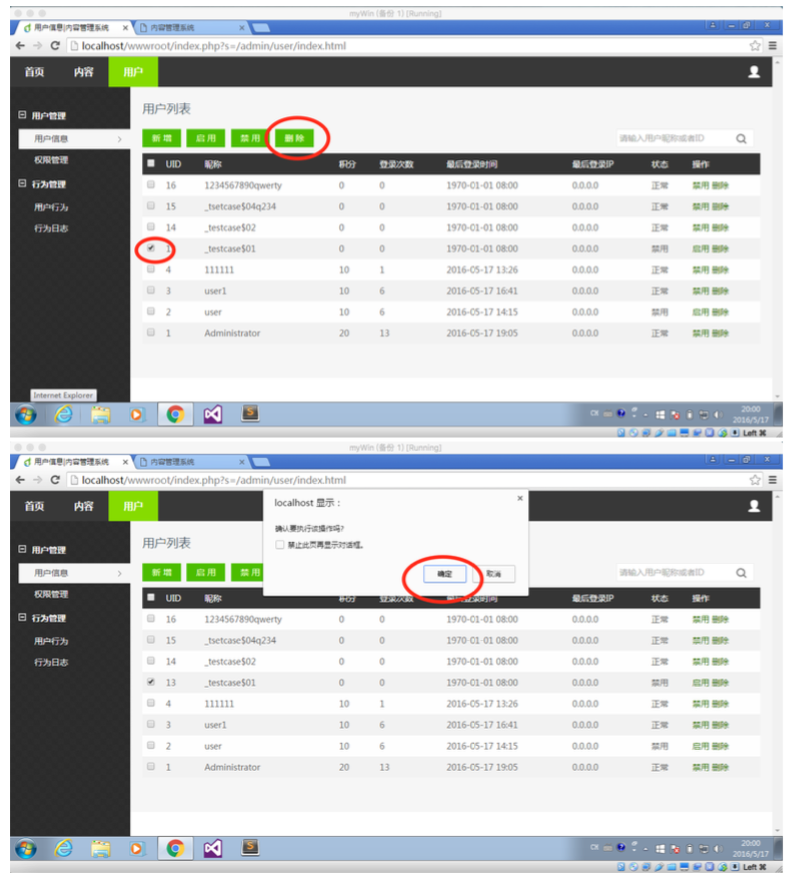 myWin (备份 1) [Running]
用户信息|内容管理系统 × 内容管理系统 ×
localhost/wwwroot/index.php?s=/admin/user/index.html
首页 内容 用户
用户管理
用户信息
权限管理
行为管理
用户行为
行为日志
用户列表
新增 启用 禁用 删除
请输入用户昵称或者ID
UID 昵称 积分 登录次数 最后登录时间 最后登录IP 状态 操作
16 1234567890qwerty 0 0 1970-01-01 08:00 0.0.0.0 正常 禁用 删除
15 _tsetcase$04q234 0 0 1970-01-01 08:00 0.0.0.0 正常 禁用 删除
14 _testcase$02 0 0 1970-01-01 08:00 0.0.0.0 正常 禁用 删除
_testcase$01 0 0 1970-01-01 08:00 0.0.0.0 禁用 启用 删除
4 111111 10 1 2016-05-17 13:26 0.0.0.0 正常 禁用 删除
3 user1 10 6 2016-05-17 16:41 0.0.0.0 正常 禁用 删除
2 user 10 6 2016-05-17 14:15 0.0.0.0 禁用 启用 删除
1 Administrator 20 13 2016-05-17 19:05 0.0.0.0 正常 禁用 删除
Internet Explorer
CH 20:00
2016/5/17
Left ⌘
myWin (备份 1) [Running]
用户信息|内容管理系统 × 内容管理系统 ×
localhost/wwwroot/index.php?s=/admin/user/index.html
首页 内容 用户
localhost 显示：
确认要执行该操作吗?
禁止此页再显示对话框。
确定 取消
用户管理
用户信息
权限管理
行为管理
用户行为
行为日志
用户列表
新增 启用 禁用
请输入用户昵称或者ID
UID 昵称 积分 登录次数 最后登录时间 最后登录IP 状态 操作
16 1234567890qwerty 0 0 1970-01-01 08:00 0.0.0.0 正常 禁用 删除
15 _tsetcase$04q234 0 0 1970-01-01 08:00 0.0.0.0 正常 禁用 删除
14 _testcase$02 0 0 1970-01-01 08:00 0.0.0.0 正常 禁用 删除
13 _testcase$01 0 0 1970-01-01 08:00 0.0.0.0 禁用 启用 删除
4 111111 10 1 2016-05-17 13:26 0.0.0.0 正常 禁用 删除
3 user1 10 6 2016-05-17 16:41 0.0.0.0 正常 禁用 删除
2 user 10 6 2016-05-17 14:15 0.0.0.0 禁用 启用 删除
1 Administrator 20 13 2016-05-17 19:05 0.0.0.0 正常 禁用 删除
CH 20:00
2016/5/17
Left ⌘